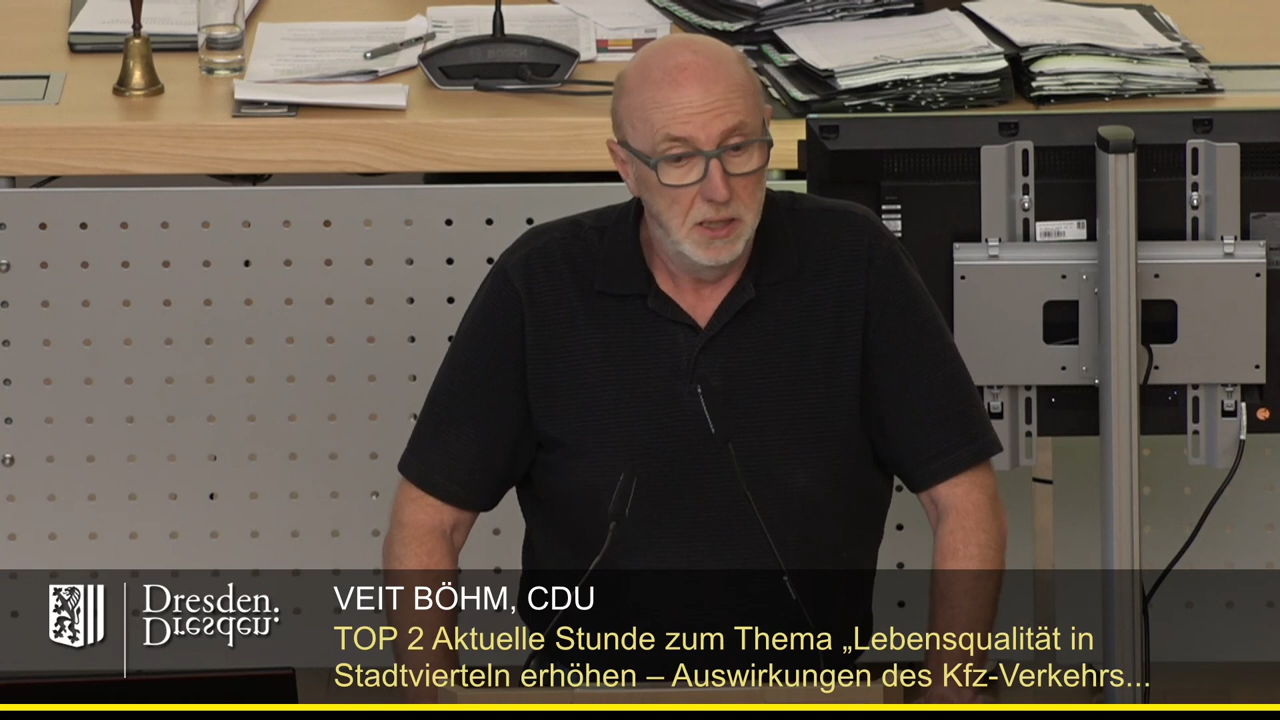 BOSCH
Dresden.
Dresden.
VEIT BÖHM, CDU
TOP 2 Aktuelle Stunde zum Thema „Lebensqualität in
Stadtvierteln erhöhen – Auswirkungen des Kfz-Verkehrs...